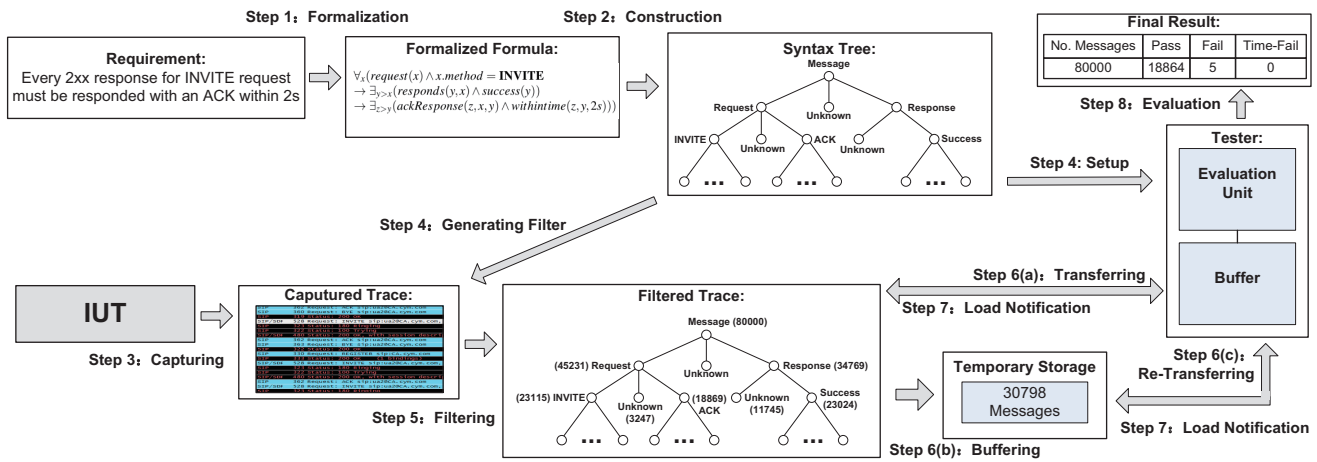 Step 1：Formalization
Step 2：Construction
Requirement:
Every 2xx response for INVITE request
must be responded with an ACK within 2s
Formalized Formula:
∀x(request(x) ∧ x.method = INVITE
→ ∃y>x(responds(y,x) ∧ success(y))
→ ∃z>y(ackResponse(z,x,y) ∧ withintime(z,y,2s)))
Syntax Tree:
Message
Request
Unknown
Response
INVITE
Unknown
ACK
Unknown
Success
...
...
...
Final Result:
No. Messages Pass Fail Time-Fail
80000 18864 5 0
Step 8：Evaluation
Tester:
Evaluation
Unit
Buffer
Step 4: Setup
Step 4：Generating Filter
IUT
Step 3：Capturing
Caputured Trace:
Step 5：Filtering
Filtered Trace:
Message (80000)
(45231) Request
Unknown
Response (34769)
(23115) INVITE
Unknown
(3247)
(18869)
ACK
Unknown
(11745)
Success
(23024)
...
...
...
Step 6(a)：Transferring
Step 7：Load Notification
Temporary Storage
30798
Messages
Step 6(b)：Buffering
Step 6(c)：
Re-Transferring
Step 7：Load Notification